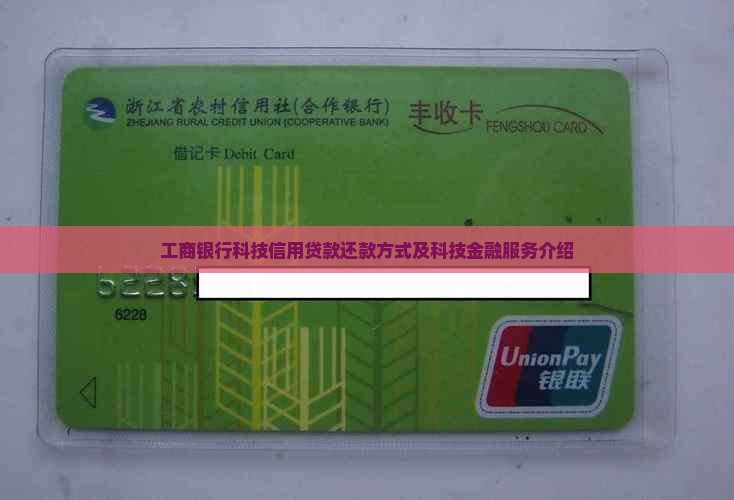 浙江省农村信用社(合作银行)
ZHEJIANG RURAL CREDIT UNION (COOPERATIVE BANK)
丰收卡
FENGSHOU CARD
借记卡 Debit Card
工商银行科技信用贷款还款方式及科技金融服务介绍
6228
6228
UnionPay
银联